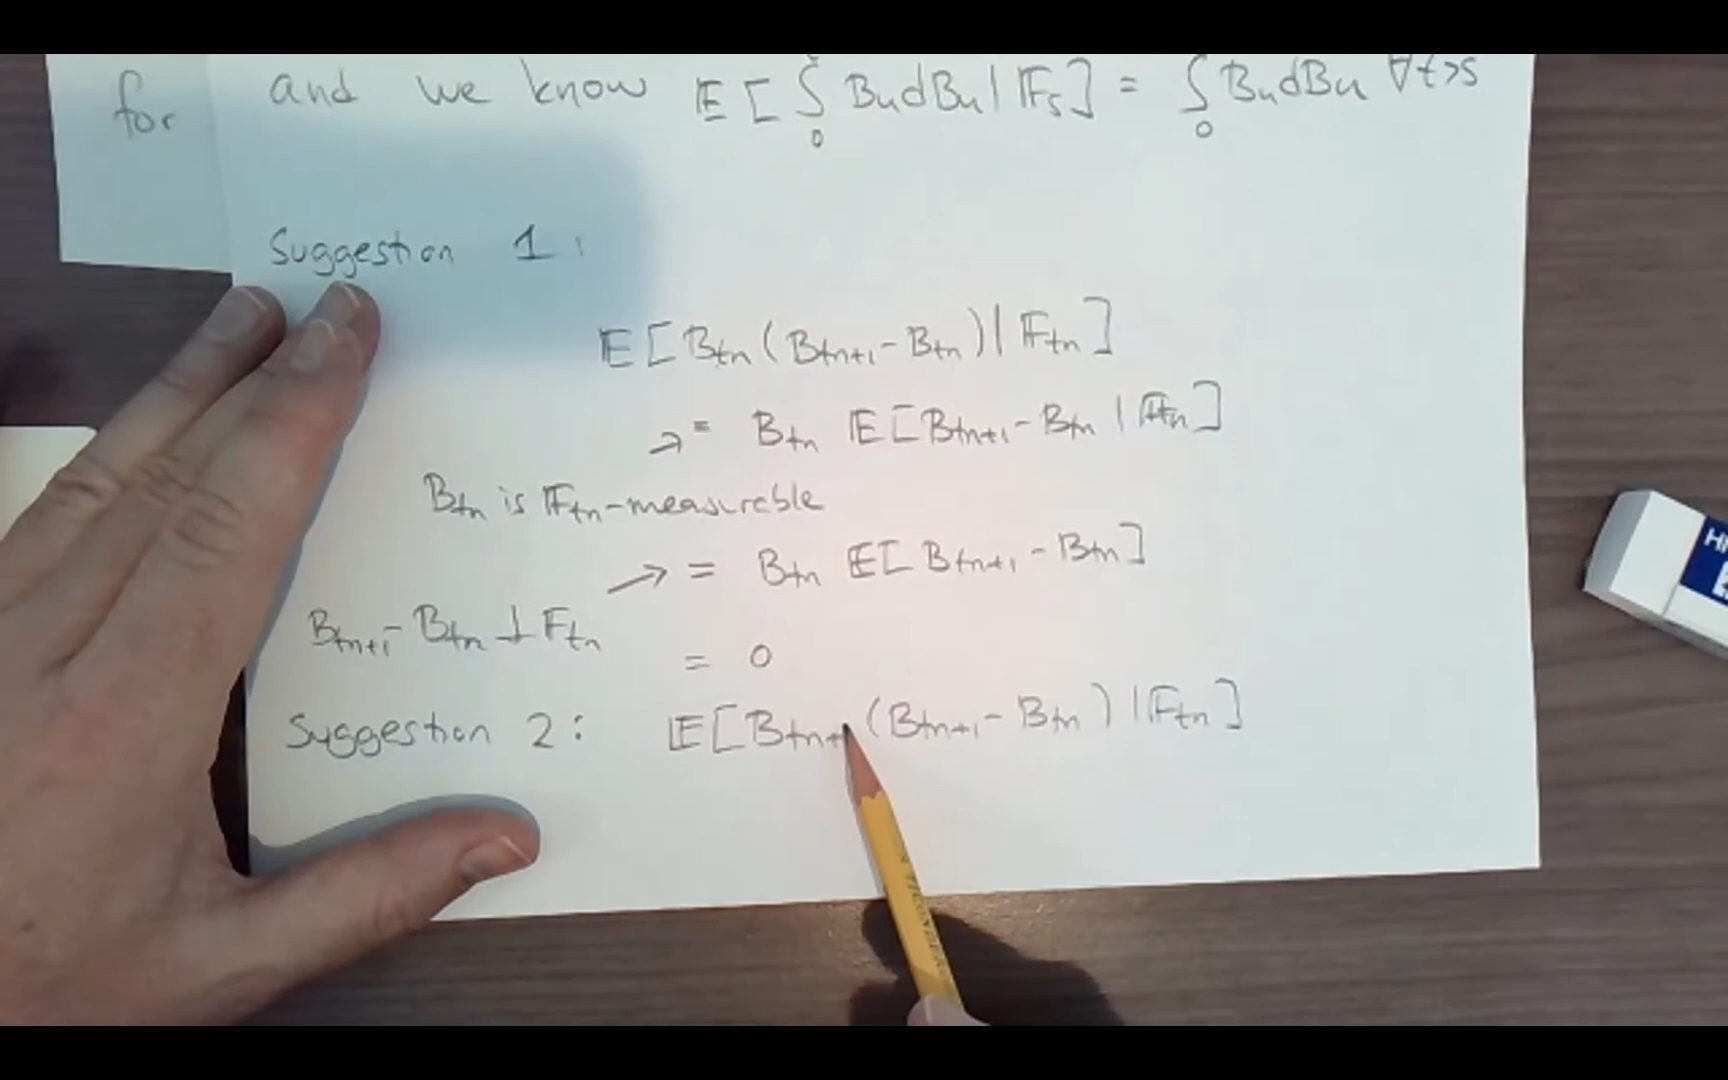 for and we know 𝔼[∫₀ BudBu | 𝔽s] = ∫₀ BudBu ∀t>s
Suggestion 1:
𝔼[Btn(Btn+1 - Btn) | 𝔽tn]
→ = Btn 𝔼[Btn+1 - Btn | 𝔽tn]
Btn is 𝔽tn-measurable
→ = Btn 𝔼[Btn+1 - Btn]
Btn+1 - Btn ⊥ 𝔽tn
= 0
Suggestion 2: 𝔼[Btn+1(Btn+1 - Btn) | 𝔽tn]